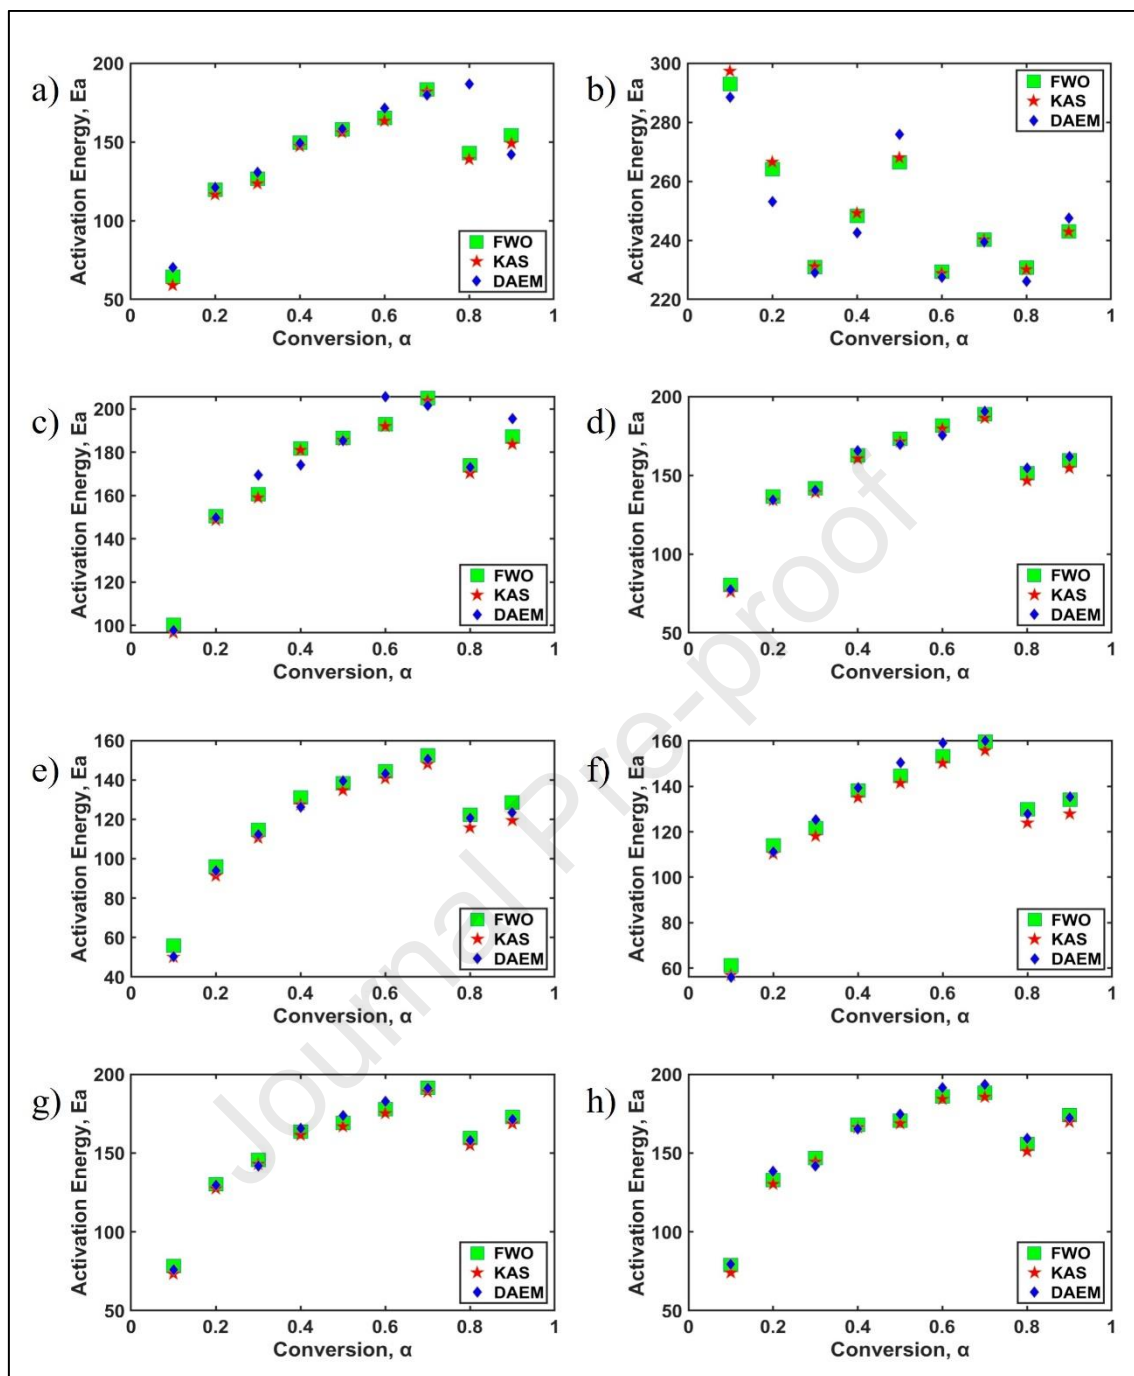 a)
Activation Energy, Ea
200
150
100
50
0 0.2 0.4 0.6 0.8 1
Conversion, α
FWO
KAS
DAEM
b)
Activation Energy, Ea
300
280
260
240
220
0 0.2 0.4 0.6 0.8 1
Conversion, α
FWO
KAS
DAEM
c)
Activation Energy, Ea
200
180
160
140
120
100
0 0.2 0.4 0.6 0.8 1
Conversion, α
FWO
KAS
DAEM
d)
Activation Energy, Ea
200
150
100
50
0 0.2 0.4 0.6 0.8 1
Conversion, α
FWO
KAS
DAEM
e)
Activation Energy, Ea
160
140
120
100
80
60
40
0 0.2 0.4 0.6 0.8 1
Conversion, α
FWO
KAS
DAEM
f)
Activation Energy, Ea
160
140
120
100
80
60
0 0.2 0.4 0.6 0.8 1
Conversion, α
FWO
KAS
DAEM
g)
Activation Energy, Ea
200
150
100
50
0 0.2 0.4 0.6 0.8 1
Conversion, α
FWO
KAS
DAEM
h)
Activation Energy, Ea
200
150
100
50
0 0.2 0.4 0.6 0.8 1
Conversion, α
FWO
KAS
DAEM
Journal Pre-proof